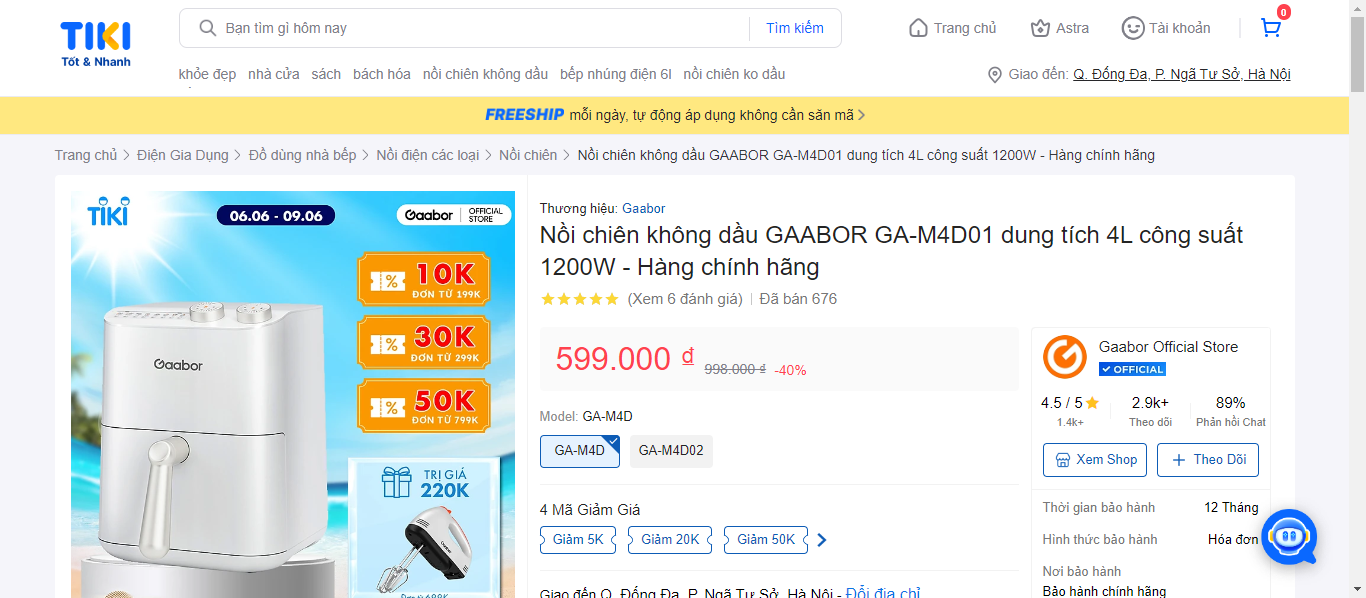 TIKI
Tốt & Nhanh
Bạn tìm gì hôm nay
Tìm kiếm
Trang chủ
Astra
Tài khoản
0
khỏe đẹp nhà cửa sách bách hóa nồi chiên không dầu bếp nhúng điện 6l nồi chiên ko dầu
Giao đến: Q. Đống Đa, P. Ngã Tư Sở, Hà Nội
FREESHIP mỗi ngày, tự động áp dụng không cần săn mã
Trang chủ > Điện Gia Dụng > Đồ dùng nhà bếp > Nồi điện các loại > Nồi chiên > Nồi chiên không dầu GAABOR GA-M4D01 dung tích 4L công suất 1200W - Hàng chính hãng
TIKI
06.06 - 09.06
Gaabor
OFFICIAL
STORE
% 10K
ĐƠN TỪ 199K
% 30K
ĐƠN TỪ 299K
% 50K
ĐƠN TỪ 799K
Gaabor
TRỊ GIÁ
220K
Gaabor
Thương hiệu: Gaabor
Nồi chiên không dầu GAABOR GA-M4D01 dung tích 4L công suất
1200W - Hàng chính hãng
(Xem 6 đánh giá) | Đã bán 676
599.000 ₫ 998.000 ₫ -40%
Model: GA-M4D
GA-M4D
GA-M4D02
4 Mã Giảm Giá
Giảm 5K
Giảm 20K
Giảm 50K
Giao đến Q. Đống Đa, P. Ngã Tư Sở, Hà Nội - Đổi địa chỉ
Gaabor Official Store
OFFICIAL
4.5 / 5
1.4k+
2.9k+
Theo dõi
89%
Phản hồi Chat
Xem Shop
+ Theo Dõi
Thời gian bảo hành 12 Tháng
Hình thức bảo hành Hóa đơn
Nơi bảo hành
Bảo hành chính hãng